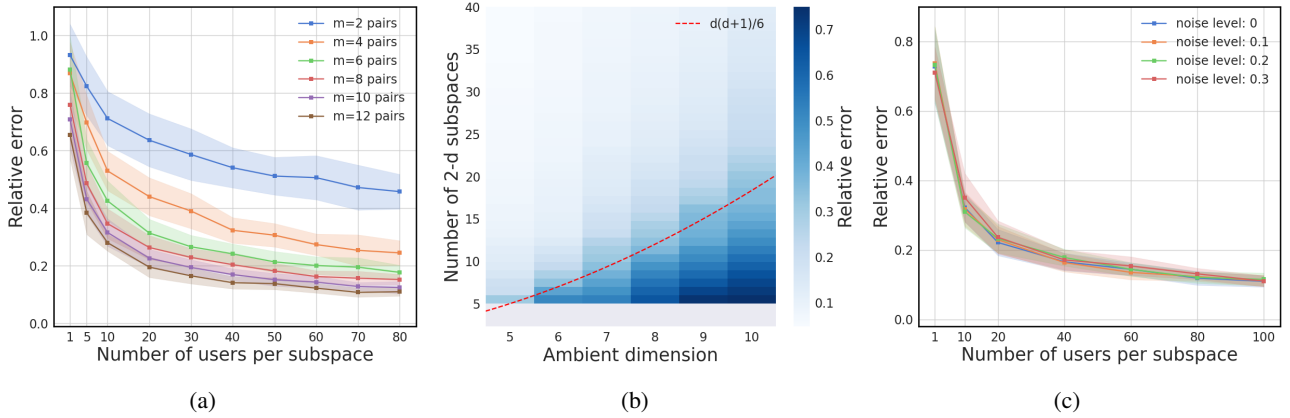 1.0
0.8
0.6
0.4
0.2
0.0
Relative error
m=2 pairs
m=4 pairs
m=6 pairs
m=8 pairs
m=10 pairs
m=12 pairs
1 5 10 20 30 40 50 60 70 80
Number of users per subspace
(a)
40
35
30
25
20
15
10
5
Number of 2-d subspaces
d(d+1)/6
5 6 7 8 9 10
Ambient dimension
0.7
0.6
0.5
0.4
0.3
0.2
0.1
Relative error
(b)
0.8
0.6
0.4
0.2
0.0
Relative error
noise level: 0
noise level: 0.1
noise level: 0.2
noise level: 0.3
1 10 20 40 60 80 100
Number of users per subspace
(c)